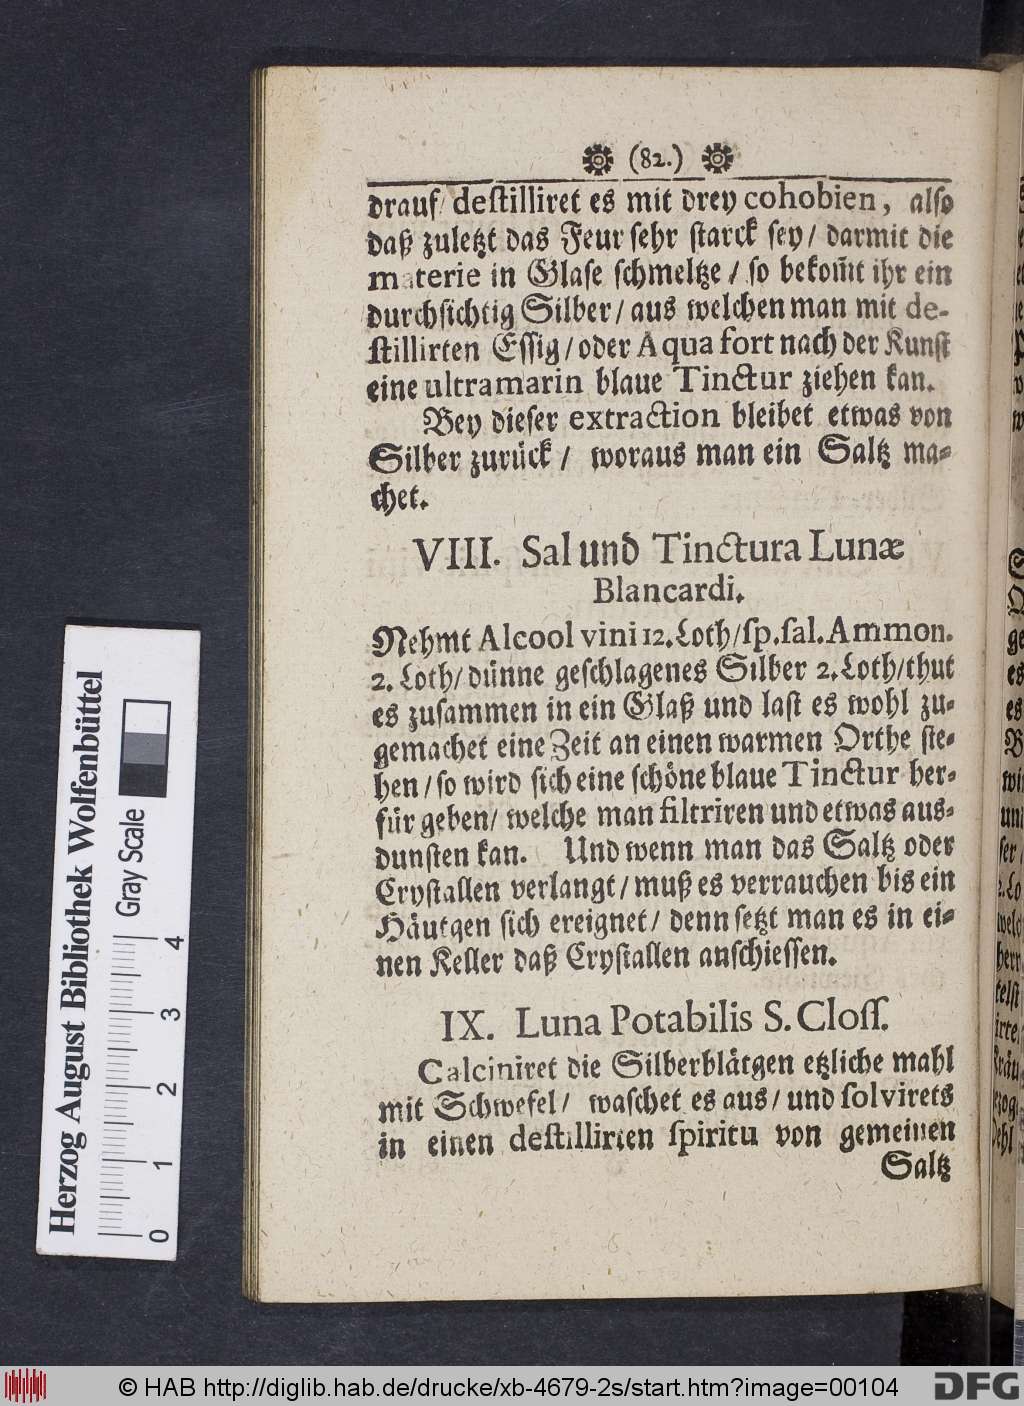 (82.)
drauf/ deſtilliret es mit drey cohobien, alſo
daß zuletzt das Feur ſehr ſtarck ſey/ darmit die
materie in Glaſe ſchmeltze/ ſo bekom̃t ihr ein
durchſichtig Silber/ aus welchen man mit de-
ſtillirten Eſſig/ oder Aqua fort nach der Kunſt
eine ultramarin blaue Tinctur ziehen kan.
Bey dieſer extraction bleibet etwas von
Silber zurück/ woraus man ein Saltz ma-
chet.
VIII. Sal und Tinctura Lunæ
Blancardi.
Nehmt Alcool vini 12. Loth/ ſp. ſal. Ammon.
2. Loth/ dünne geſchlagenes Silber 2. Loth/ thut
es zuſammen in ein Glaß und laſt es wohl zu-
gemachet eine Zeit an einen warmen Orthe ſte-
hen/ ſo wird ſich eine ſchöne blaue Tinctur her-
für geben/ welche man filtriren und etwas aus-
dunſten kan. Und wenn man das Saltz oder
Cryſtallen verlangt/ muß es verrauchen bis ein
Häutgen ſich ereignet/ denn ſetzt man es in ei-
nen Keller daß Cryſtallen anſchieſſen.
IX. Luna Potabilis S. Cloſſ.
Calciniret die Silberblätgen etzliche mahl
mit Schwefel/ waſchet es aus/ und ſolvirets
in einen deſtillirten ſpiritu von gemeinen
Saltz
Herzog August Bibliothek Wolfenbüttel
Gray Scale
0 1 2 3 4
© HAB http://diglib.hab.de/drucke/xb-4679-2s/start.htm?image=00104
DFG